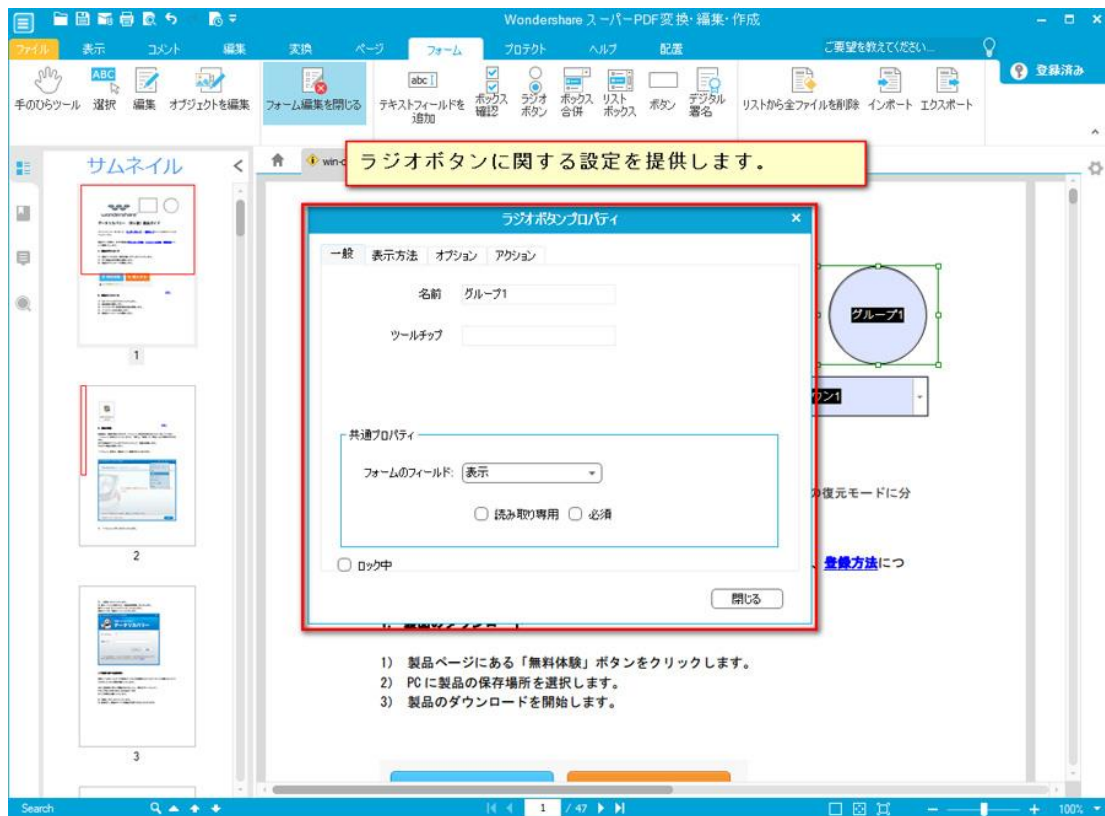 Wondershare スーパーPDF変換・編集・作成
ファイル 表示 コメント 編集 変換 ページ フォーム プロテクト ヘルプ 配置 ご要望を教えてください...
登録済み
手のひらツール 選択 編集 オブジェクトを編集 フォーム編集を閉じる テキストフィールドを追加 ボックス確認 ラジオボタン ボックス合併 リストボックス ボタン デジタル署名 リストから全ファイルを削除 インポート エクスポート
サムネイル
ラジオボタンに関する設定を提供します。
ラジオボタンプロパティ
一般 表示方法 オプション アクション
名前 グループ1
ツールチップ
共通プロパティ
フォームのフィールド: 表示
読み取り専用 必須
ロック中
閉じる
グループ1
の復元モードに分
登録方法につ
1) 製品ページにある「無料体験」ボタンをクリックします。
2) PCに製品の保存場所を選択します。
3) 製品のダウンロードを開始します。
1
2
3
Search 1 / 47 100%